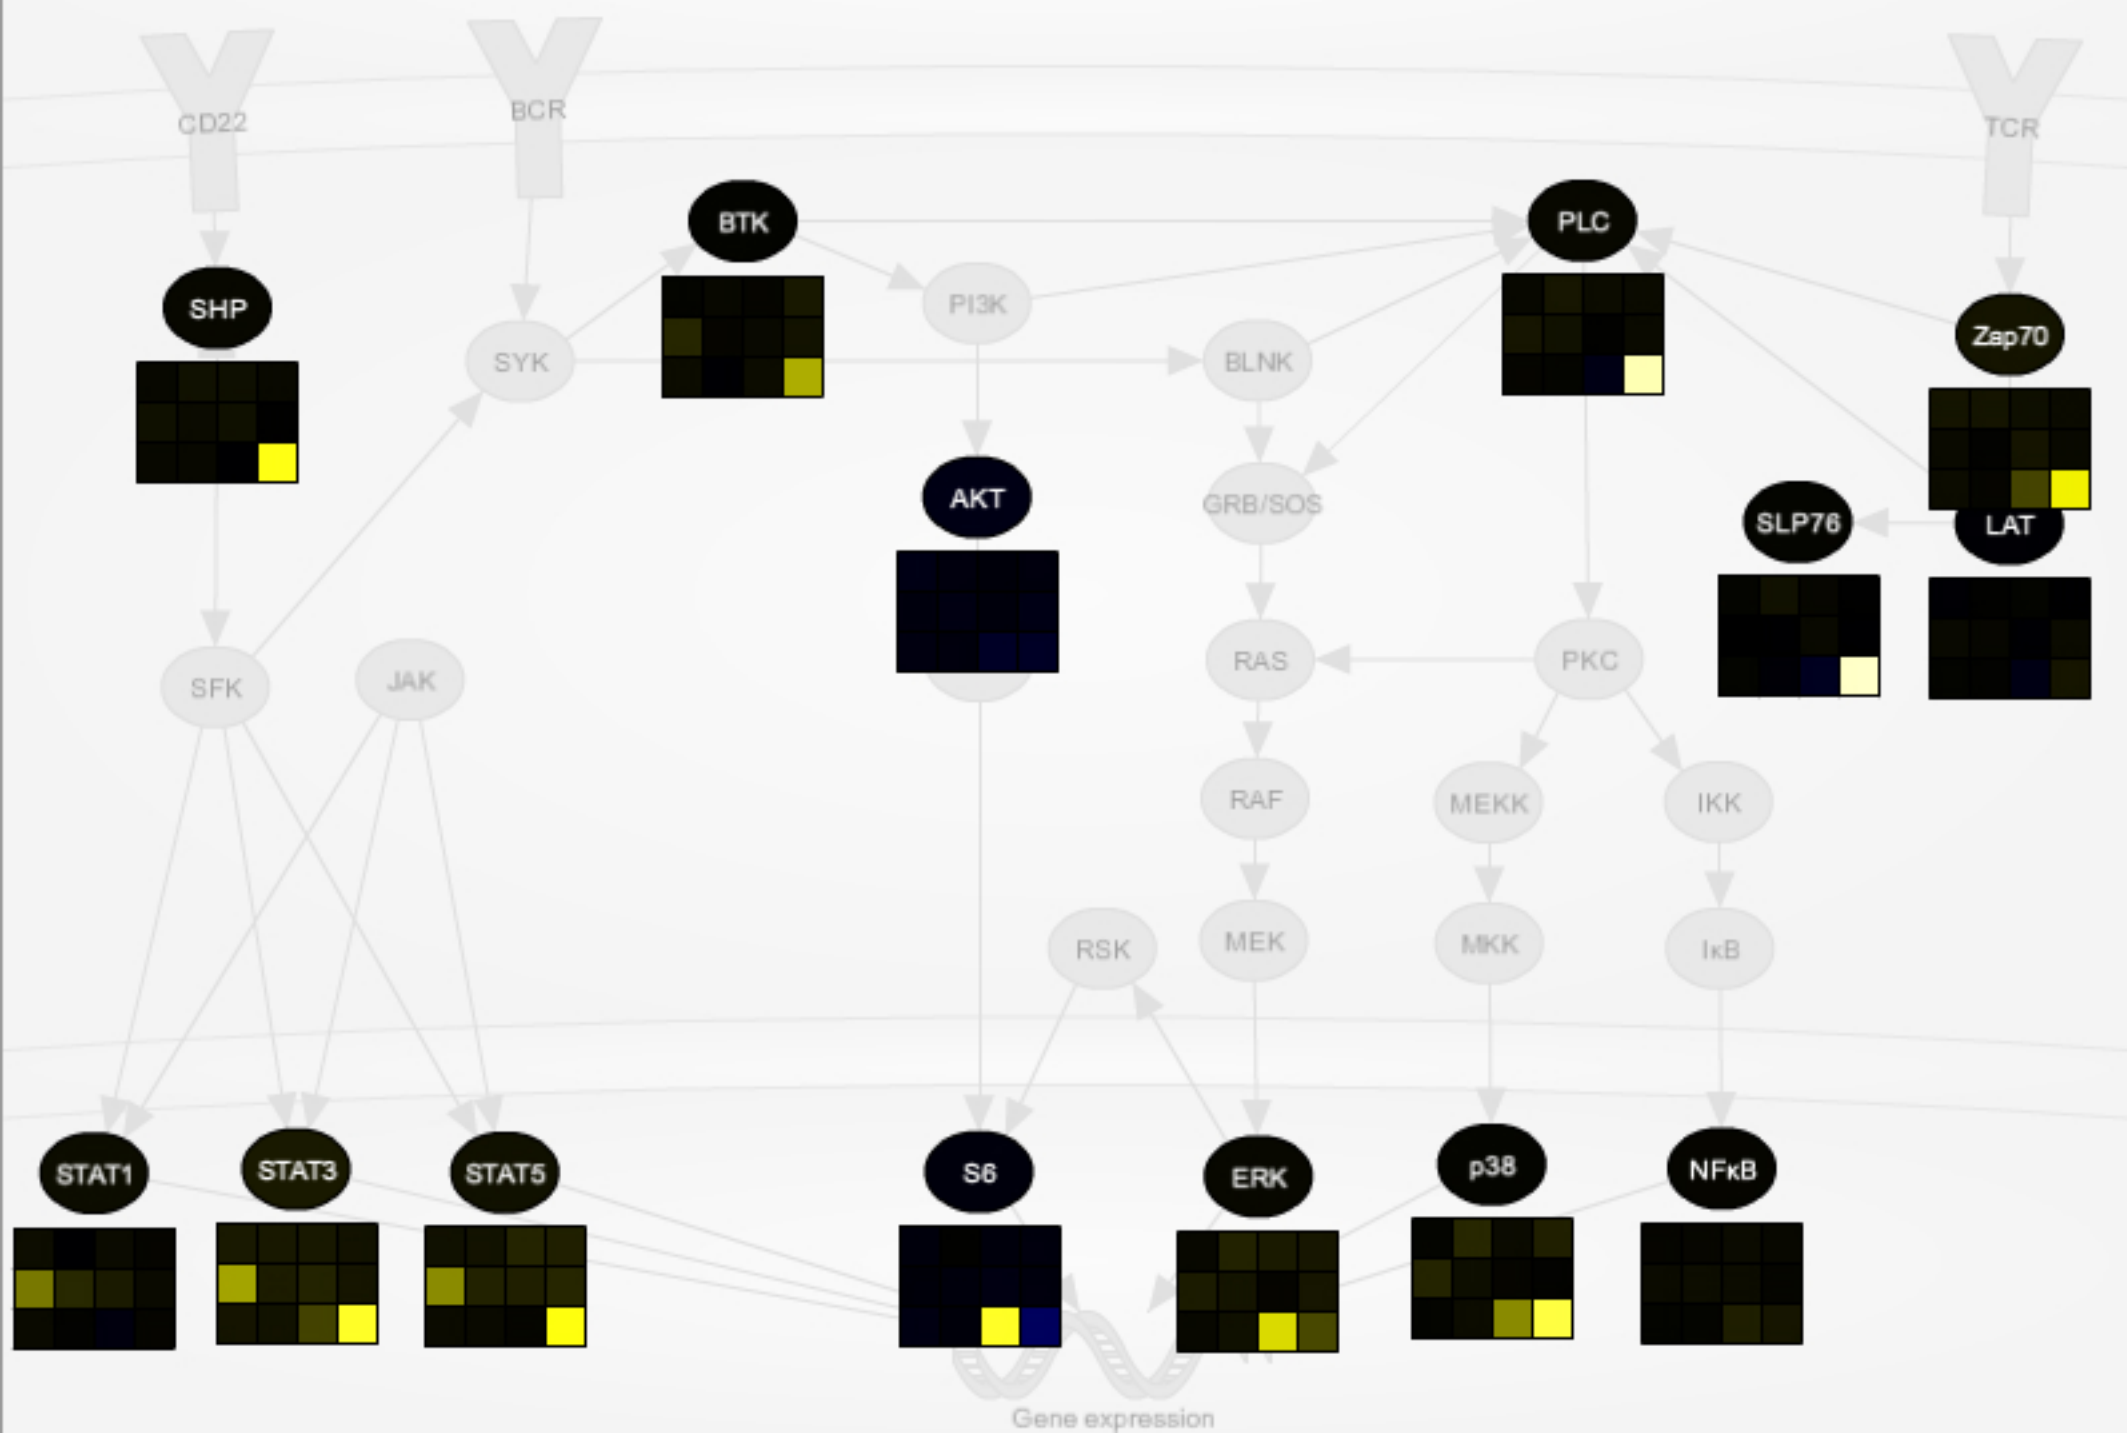 CD22
BCR
TCR
BTK
PLC
SHP
PI3K
Zap70
SYK
BLNK
AKT
GRB/SOS
SLP76
LAT
SFK
JAK
RAS
PKC
RAF
MEKK
IKK
RSK
MEK
MKK
IκB
STAT1
STAT3
STAT5
S6
ERK
p38
NFκB
Gene expression